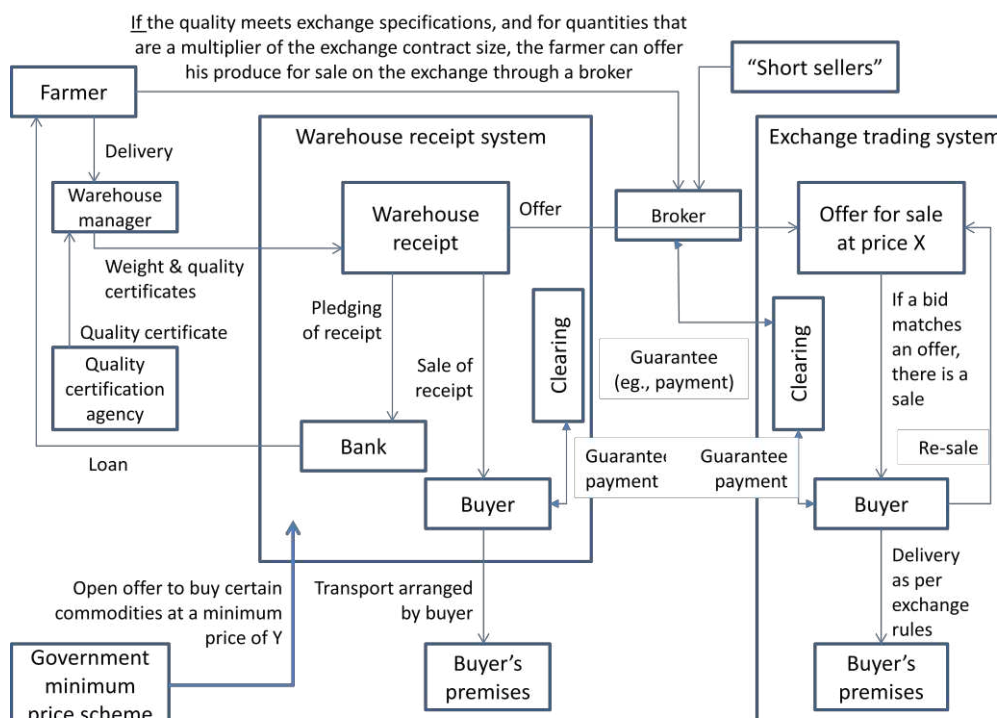 If the quality meets exchange specifications, and for quantities that
are a multiplier of the exchange contract size, the farmer can offer
his produce for sale on the exchange through a broker
Farmer
“Short sellers”
Delivery
Warehouse receipt system
Exchange trading system
Warehouse
manager
Warehouse
receipt
Offer
Broker
Offer for sale
at price X
Weight & quality
certificates
Quality certificate
Quality
certification
agency
Pledging
of receipt
Sale of
receipt
Clearing
Guarantee
(eg., payment)
Clearing
If a bid
matches
an offer,
there is a
sale
Bank
Loan
Guarantee
payment
Guarantee
payment
Re-sale
Buyer
Buyer
Open offer to buy certain
commodities at a minimum
price of Y
Transport arranged
by buyer
Delivery
as per
exchange
rules
Government
minimum
price scheme
Buyer’s
premises
Buyer’s
premises